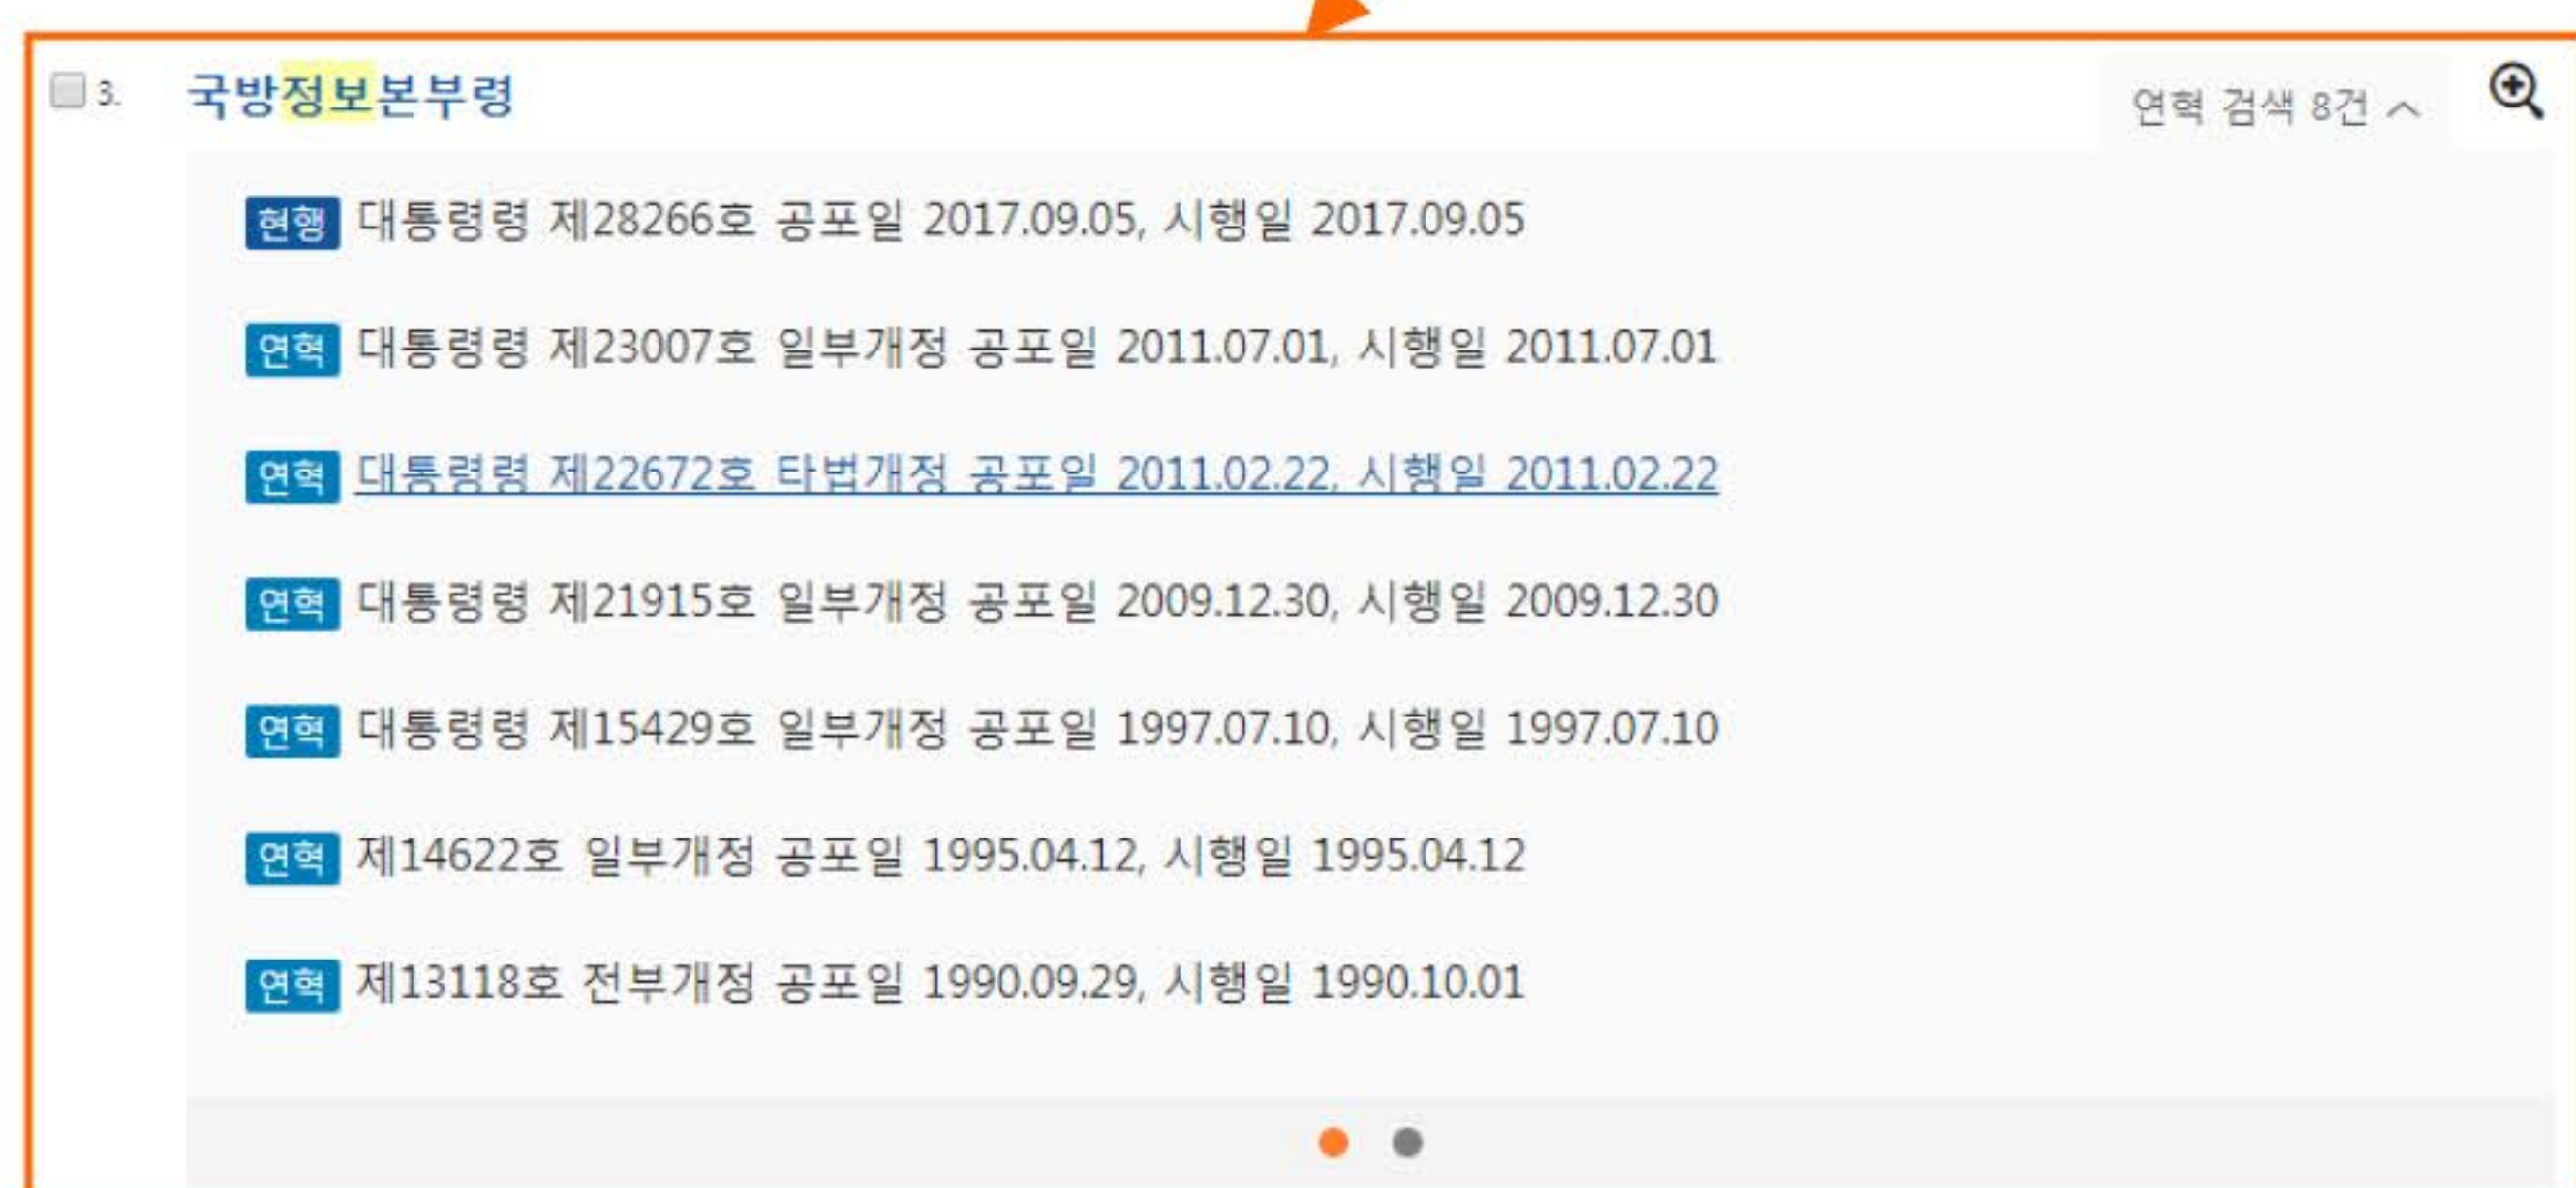 3. 국방정보본부령 연혁 검색 8건
현행 대통령령 제28266호 공포일 2017.09.05, 시행일 2017.09.05
연혁 대통령령 제23007호 일부개정 공포일 2011.07.01, 시행일 2011.07.01
연혁 대통령령 제22672호 타법개정 공포일 2011.02.22, 시행일 2011.02.22
연혁 대통령령 제21915호 일부개정 공포일 2009.12.30, 시행일 2009.12.30
연혁 대통령령 제15429호 일부개정 공포일 1997.07.10, 시행일 1997.07.10
연혁 제14622호 일부개정 공포일 1995.04.12, 시행일 1995.04.12
연혁 제13118호 전부개정 공포일 1990.09.29, 시행일 1990.10.01